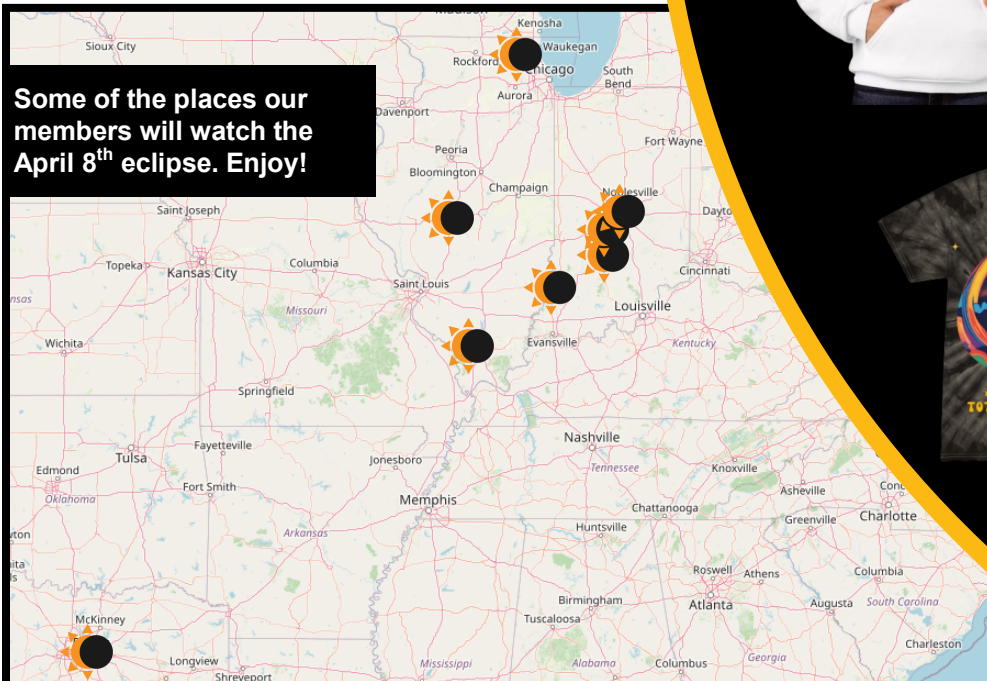 Kenosha
Sioux City
Waukegan
Rockford
Chicago
South
Bend
Aurora
Some of the places our
members will watch the
April 8th eclipse. Enjoy!
Davenport
Fort Wayne
Peoria
Bloomington
Champaign
Noblesville
Saint Joseph
Topeka
Kansas City
Columbia
Cincinnati
Saint Louis
Missouri
Louisville
Wichita
Evansville
Kentucky
Springfield
Nashville
Fayetteville
Tulsa
Jonesboro
Tennessee
Knoxville
Edmond
Fort Smith
Asheville
Oklahoma
Memphis
Chattanooga
Greenville
Charlotte
Huntsville
Arkansas
Roswell
Athens
Columbia
Birmingham
Atlanta
Augusta
South Carolina
McKinney
Tuscaloosa
Charleston
Longview
Mississippi
Alabama
Columbus
Georgia
Shreveport